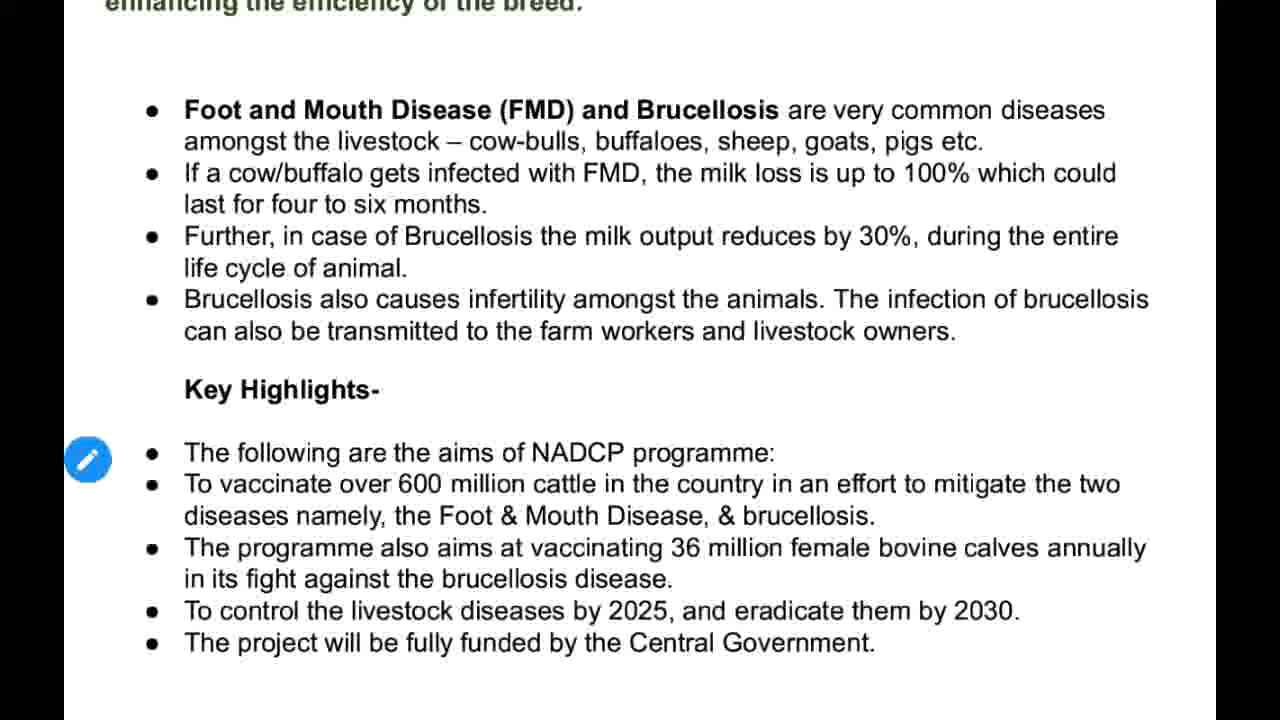 enhancing the efficiency of the breed.
● Foot and Mouth Disease (FMD) and Brucellosis are very common diseases
amongst the livestock – cow-bulls, buffaloes, sheep, goats, pigs etc.
● If a cow/buffalo gets infected with FMD, the milk loss is up to 100% which could
last for four to six months.
● Further, in case of Brucellosis the milk output reduces by 30%, during the entire
life cycle of animal.
● Brucellosis also causes infertility amongst the animals. The infection of brucellosis
can also be transmitted to the farm workers and livestock owners.
Key Highlights-
● The following are the aims of NADCP programme:
● To vaccinate over 600 million cattle in the country in an effort to mitigate the two
diseases namely, the Foot & Mouth Disease, & brucellosis.
● The programme also aims at vaccinating 36 million female bovine calves annually
in its fight against the brucellosis disease.
● To control the livestock diseases by 2025, and eradicate them by 2030.
● The project will be fully funded by the Central Government.